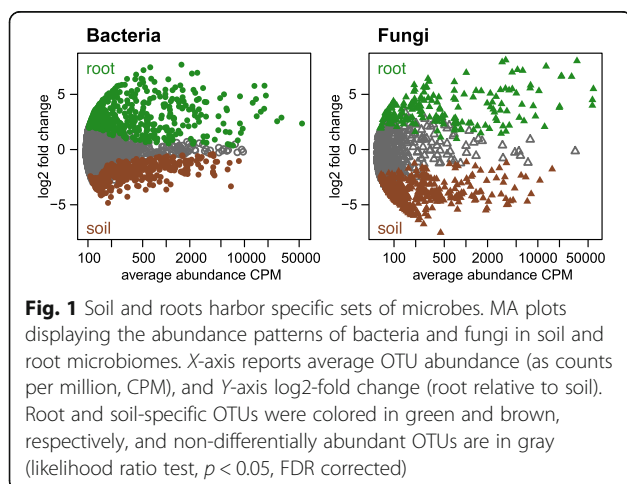 Bacteria
Fungi
root
root
5
0
−5
5
0
−5
log2 fold change
log2 fold change
soil
soil
100 500 2000 10000 50000
100 500 2000 10000 50000
average abundance CPM
average abundance CPM
Fig. 1 Soil and roots harbor specific sets of microbes. MA plots
displaying the abundance patterns of bacteria and fungi in soil and
root microbiomes. X-axis reports average OTU abundance (as counts
per million, CPM), and Y-axis log2-fold change (root relative to soil).
Root and soil-specific OTUs were colored in green and brown,
respectively, and non-differentially abundant OTUs are in gray
(likelihood ratio test, p < 0.05, FDR corrected)